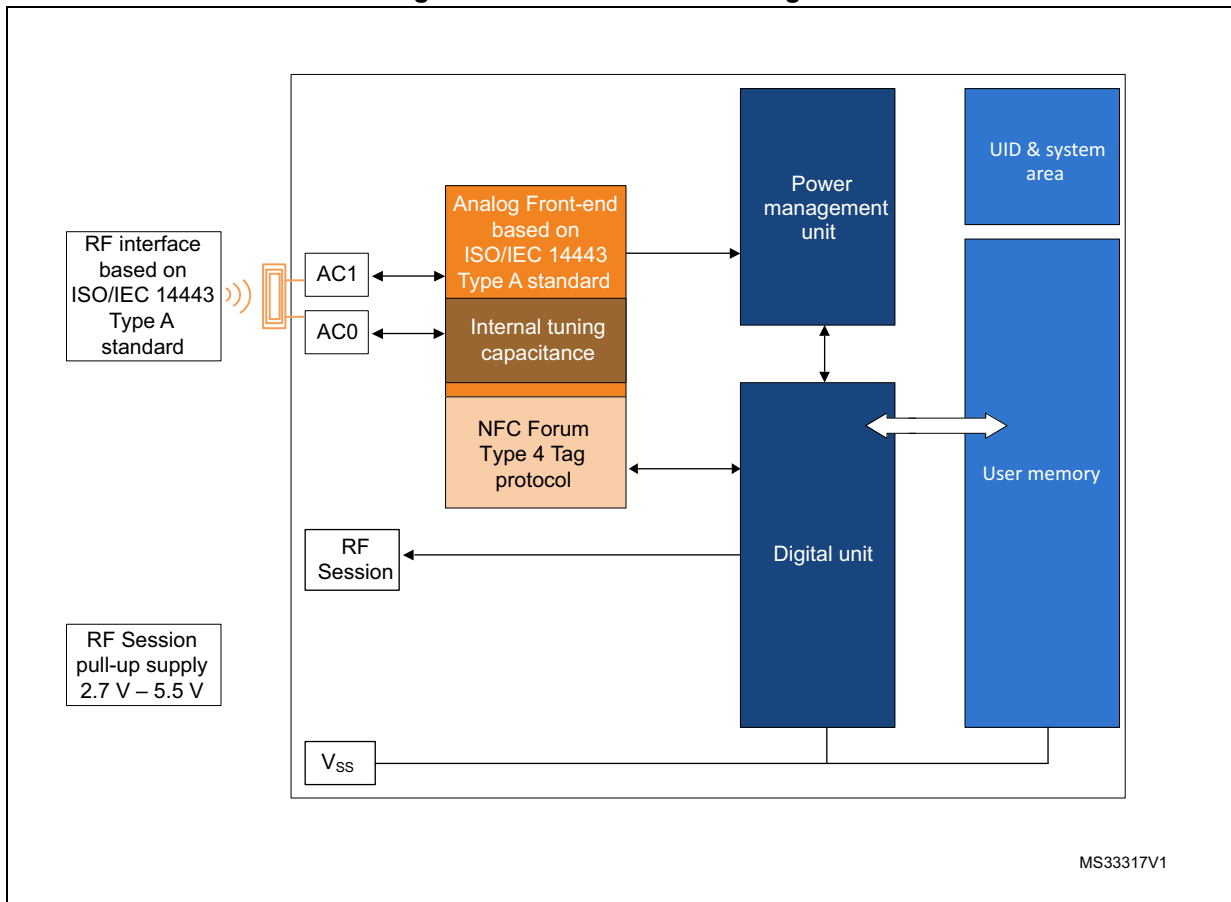 RF interface
based on
ISO/IEC 14443
Type A
standard
AC1
AC0
Analog Front-end
based on
ISO/IEC 14443
Type A standard
Internal tuning
capacitance
NFC Forum
Type 4 Tag
protocol
Power
management
unit
UID & system
area
User memory
Digital unit
RF
Session
RF Session
pull-up supply
2.7 V – 5.5 V
VSS
MS33317V1